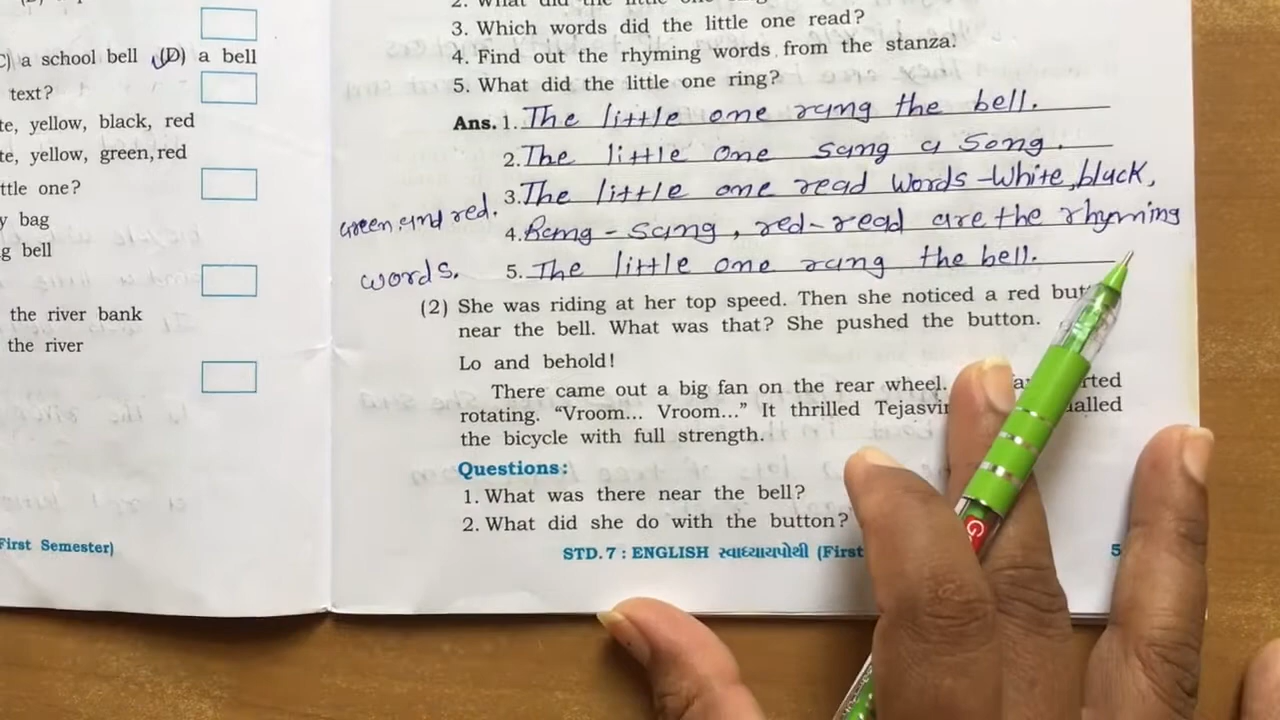 C) a school bell (D) a bell
text?
te, yellow, black, red
te, yellow, green, red
ttle one?
y bag
g bell
the river bank
the river
First Semester)
2. What did the little
3. Which words did the little one read?
4. Find out the rhyming words from the stanza.
5. What did the little one ring?
Ans. 1. The little one rang the bell.
2. The little one sang a song.
3. The little one read words - White, black,
green, and red.
4. Rang - sang, red - read are the rhyming
words.
5. The little one rang the bell.
(2) She was riding at her top speed. Then she noticed a red but
near the bell. What was that? She pushed the button.
Lo and behold!
There came out a big fan on the rear wheel. rted
rotating. "Vroom... Vroom..." It thrilled Tejasvi alled
the bicycle with full strength.
Questions:
1. What was there near the bell?
2. What did she do with the button?
STD. 7 : ENGLISH સ્વાધ્યાયપોથી (First
5